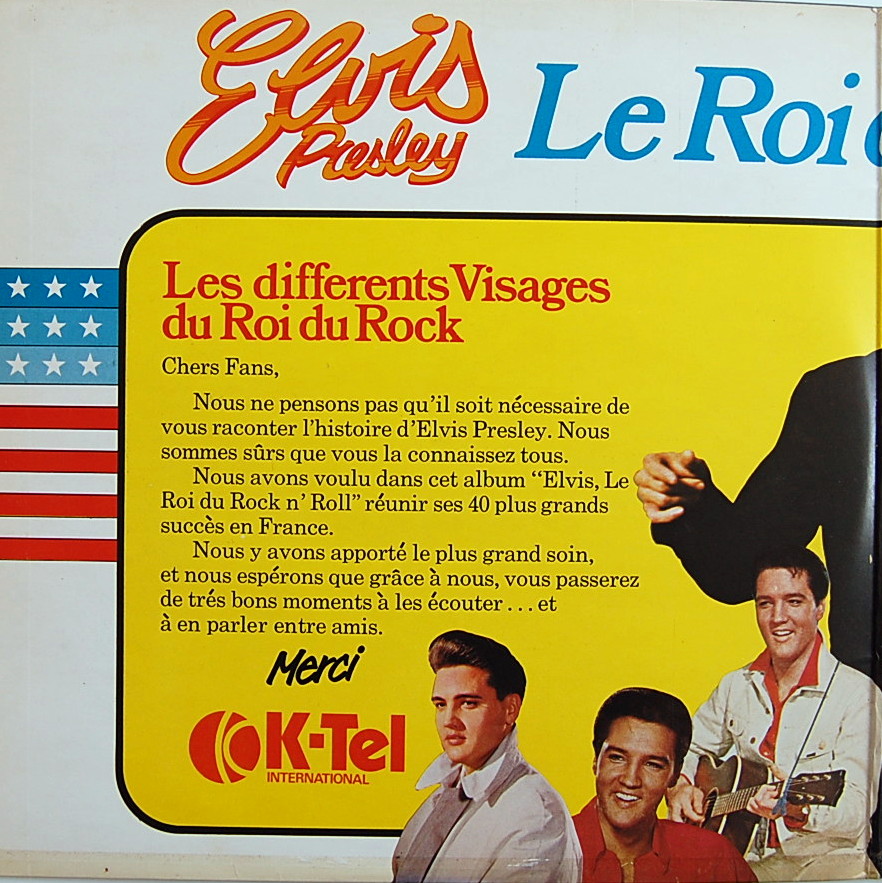 Elvis
Presley
Le Roi
Les differents Visages
du Roi du Rock
Chers Fans,
Nous ne pensons pas qu'il soit nécessaire de
vous raconter l'histoire d'Elvis Presley. Nous
sommes sûrs que vous la connaissez tous.
Nous avons voulu dans cet album “Elvis, Le
Roi du Rock n' Roll” réunir ses 40 plus grands
succès en France.
Nous y avons apporté le plus grand soin,
et nous espérons que grâce à nous, vous passerez
de trés bons moments à les écouter...et
à en parler entre amis.
Merci
K-Tel
INTERNATIONAL